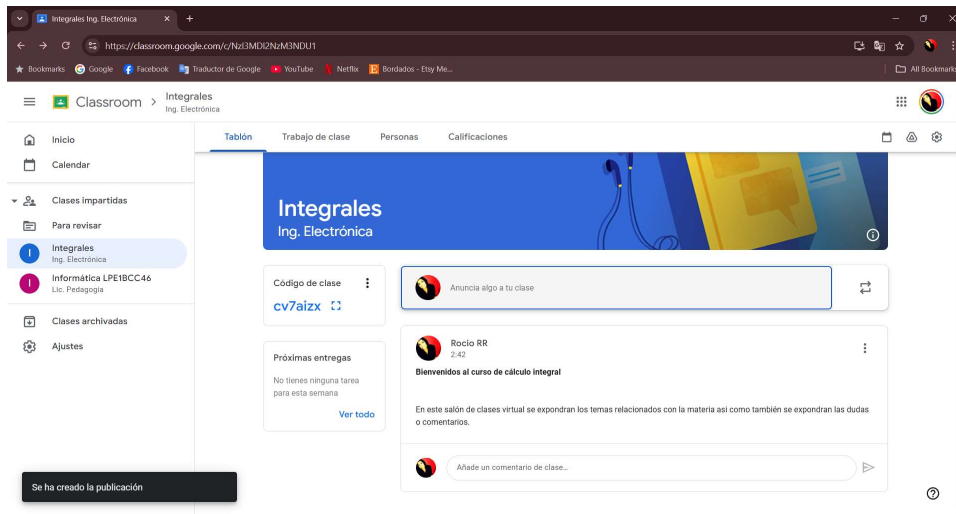 Integrales Ing. Electrónica
https://classroom.google.com/c/NzI3MDI2NzM3NDU1
Bookmarks Google Facebook Traductor de Google YouTube Netflix Bordados - Etsy Me... All Bookmarks
Classroom > Integrales
Ing. Electrónica
Inicio
Calendar
Clases impartidas
Para revisar
I Integrales
Ing. Electrónica
I Informática LPE1BCC46
Lic. Pedagogia
Clases archivadas
Ajustes
Tablón Trabajo de clase Personas Calificaciones
Integrales
Ing. Electrónica
Código de clase
cv7aizx
Próximas entregas
No tienes ninguna tarea
para esta semana
Ver todo
Anuncia algo a tu clase
Rocio RR
2:42
Bienvenidos al curso de cálculo integral
En este salón de clases virtual se expondran los temas relacionados con la materia asi como también se expondran las dudas
o comentarios.
Añade un comentario de clase...
Se ha creado la publicación